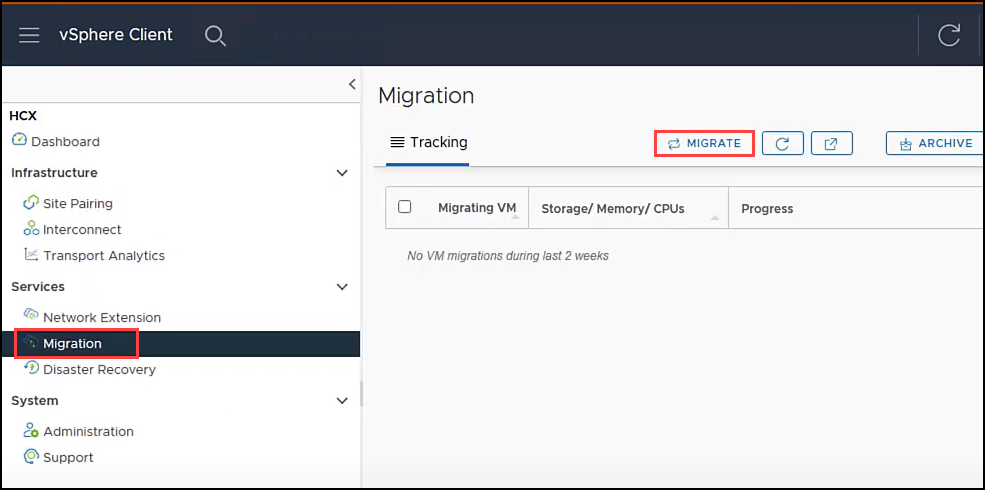 vSphere Client
HCX
Dashboard
Infrastructure
Site Pairing
Interconnect
Transport Analytics
Services
Network Extension
Migration
Disaster Recovery
System
Administration
Support
Migration
Tracking
MIGRATE
ARCHIVE
Migrating VM
Storage/ Memory/ CPUs
Progress
No VM migrations during last 2 weeks